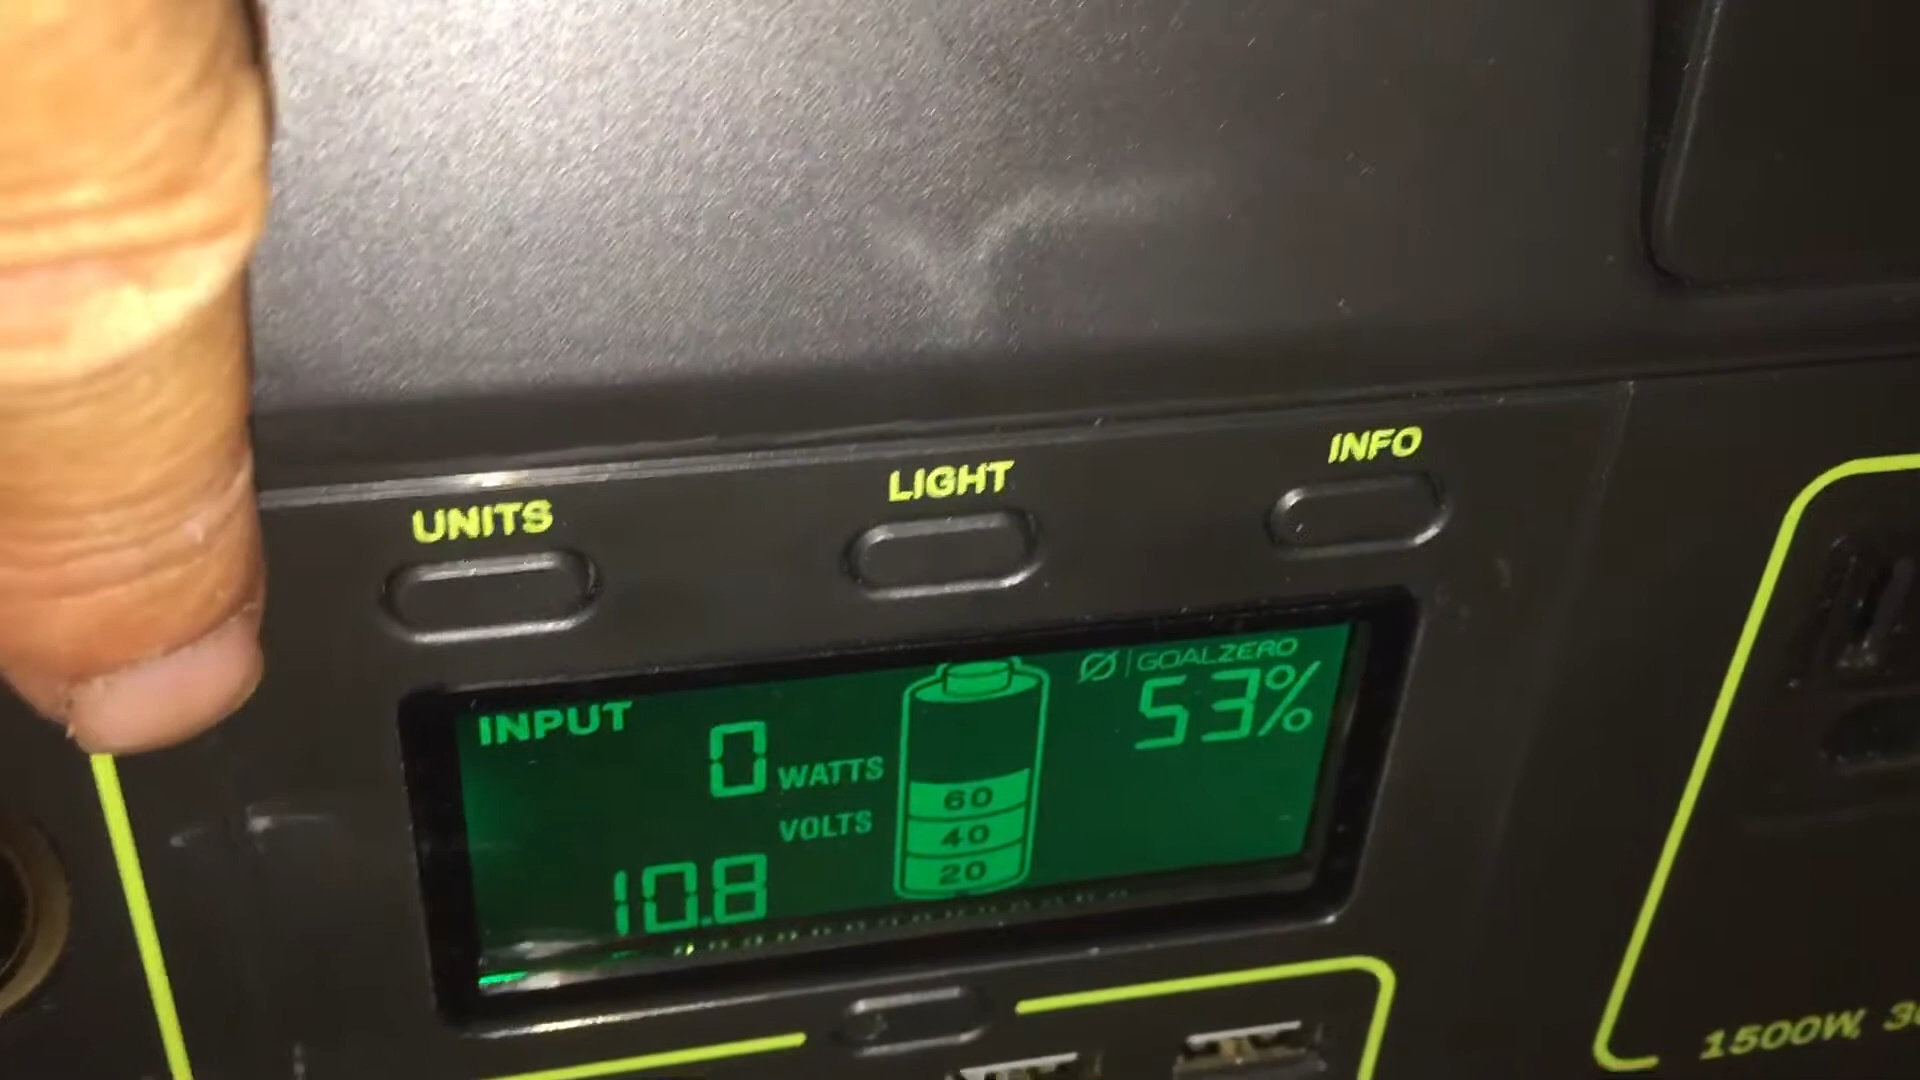 UNITS
LIGHT
INFO
INPUT
0 WATTS
VOLTS
10.8
60
40
20
GOALZERO
53%
1500W,